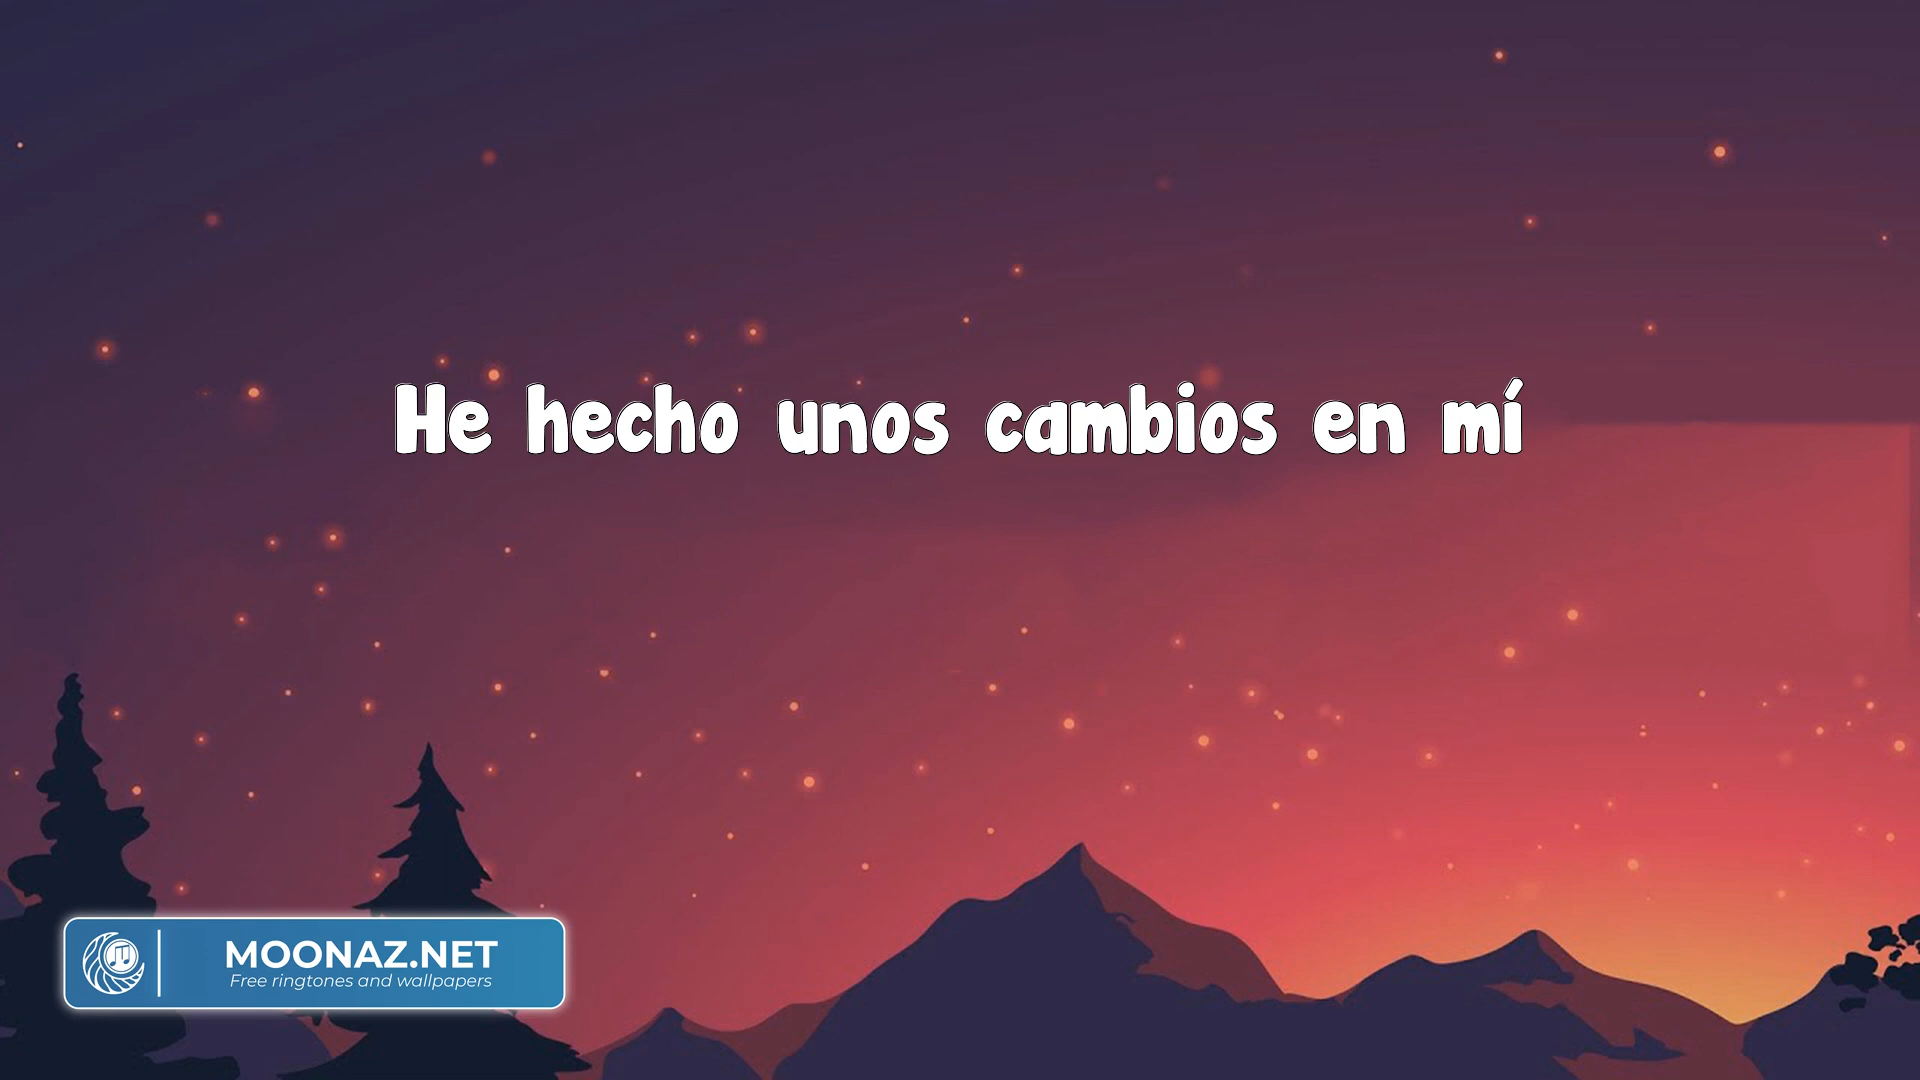 He hecho unos cambios en mí
MOONAZ.NET
Free ringtones and wallpapers